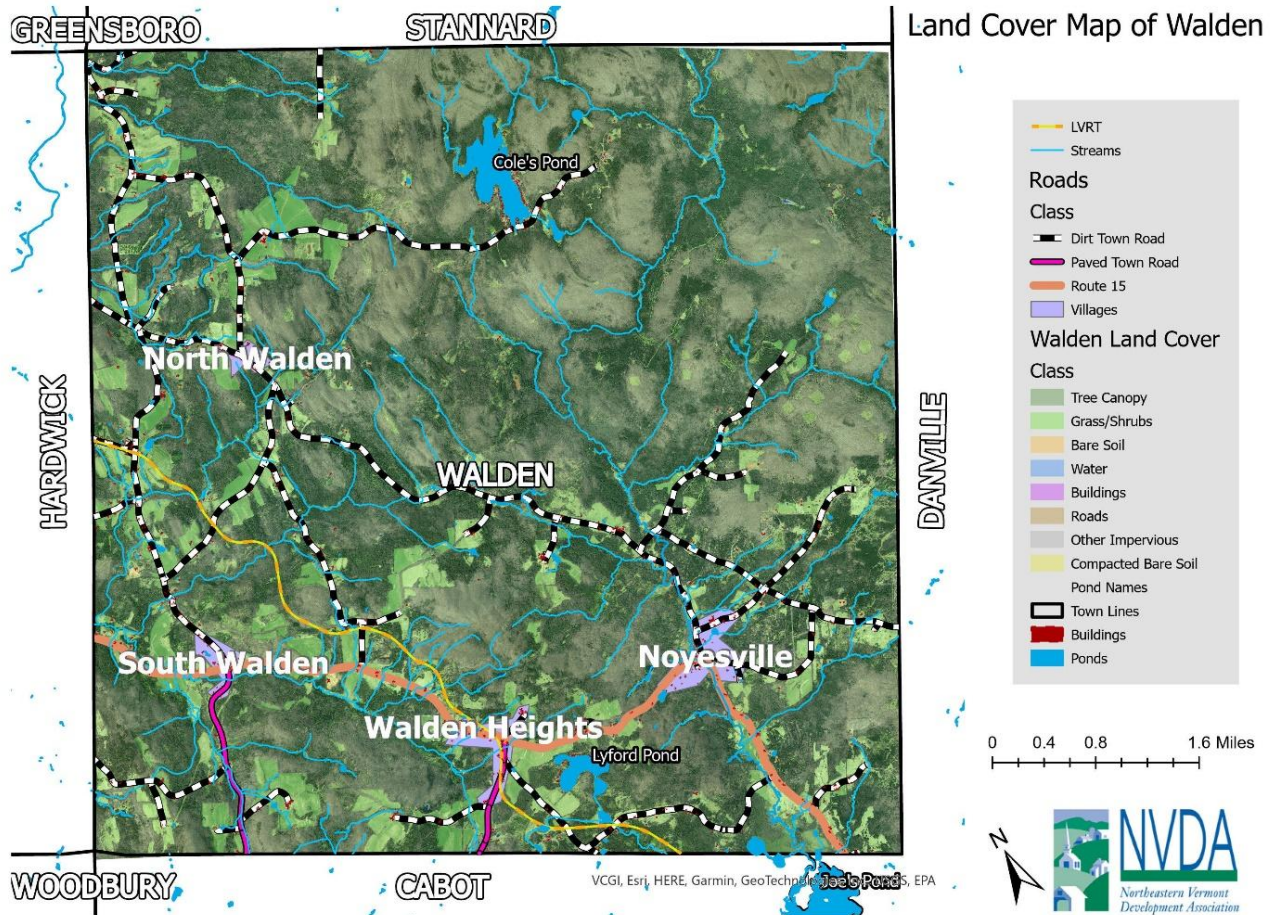 GREENSBORO
STANNARD
Land Cover Map of Walden
Cole's Pond
North Walden
HARDWICK
WALDEN
DANVILLE
South Walden
Noyesville
Walden Heights
Lyford Pond
WOODBURY
CABOT
VCGI, Esri, HERE, Garmin, EPA
Joe's Pond
LVRT
Streams
Roads
Class
Dirt Town Road
Paved Town Road
Route 15
Villages
Walden Land Cover
Class
Tree Canopy
Grass/Shrubs
Bare Soil
Water
Buildings
Roads
Other Impervious
Compacted Bare Soil
Pond Names
Town Lines
Buildings
Ponds
0 0.4 0.8 1.6 Miles
N
NVDA
Northeastern Vermont
Development Association